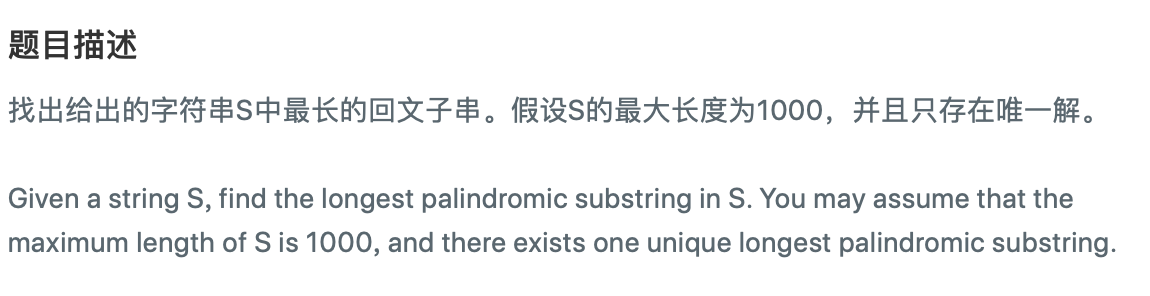 题目描述
找出给出的字符串S中最长的回文子串。假设S的最大长度为1000，并且只存在唯一解。
Given a string S, find the longest palindromic substring in S. You may assume that the
maximum length of S is 1000, and there exists one unique longest palindromic substring.